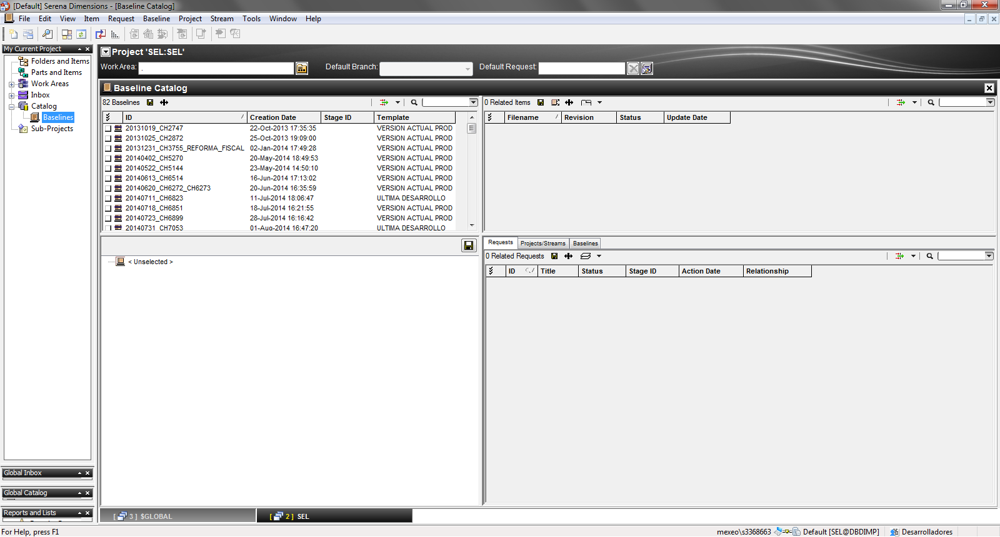 [Default] Serena Dimensions - [Baseline Catalog]
File Edit View Item Request Baseline Project Stream Tools Window Help
My Current Project
Folders and Items
Parts and Items
Work Areas
Inbox
Catalog
Baselines
Sub-Projects
Global Inbox
Global Catalog
Reports and Lists
Project 'SEL:SEL'
Work Area: . Default Branch: Default Request:
Baseline Catalog
82 Baselines
ID Creation Date Stage ID Template
20131019_CH2747 22-Oct-2013 17:35:35 VERSION ACTUAL PROD
20131025_CH2872 25-Oct-2013 19:09:00 VERSION ACTUAL PROD
20131231_CH3755_REFORMA_FISCAL 02-Jan-2014 17:49:28 VERSION ACTUAL PROD
20140402_CH5270 20-May-2014 18:49:53 VERSION ACTUAL PROD
20140522_CH5144 23-May-2014 14:50:10 VERSION ACTUAL PROD
20140613_CH6514 16-Jun-2014 17:13:02 VERSION ACTUAL PROD
20140620_CH6272_CH6273 20-Jun-2014 16:35:59 VERSION ACTUAL PROD
20140711_CH6823 11-Jul-2014 18:06:47 ULTIMA DESARROLLO
20140718_CH6851 18-Jul-2014 16:21:55 VERSION ACTUAL PROD
20140723_CH6899 28-Jul-2014 16:16:42 VERSION ACTUAL PROD
20140731_CH7053 01-Aug-2014 16:47:20 ULTIMA DESARROLLO
0 Related Items
Filename Revision Status Update Date
< Unselected >
Requests Projects/Streams Baselines
0 Related Requests
ID Title Status Stage ID Action Date Relationship
[ 3 ] $GLOBAL
[ 2 ] SEL
For Help, press F1
mexeo\s3368663 Default [SEL@DBDIMP] Desarrolladores